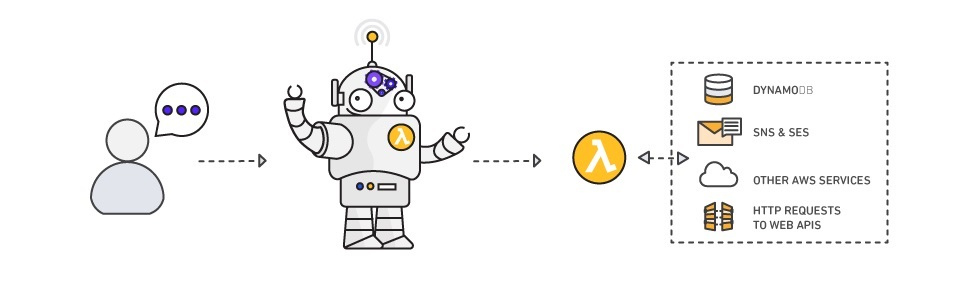 λ
λ
DYNAMODB
SNS & SES
OTHER AWS SERVICES
HTTP REQUESTS
TO WEB APIS